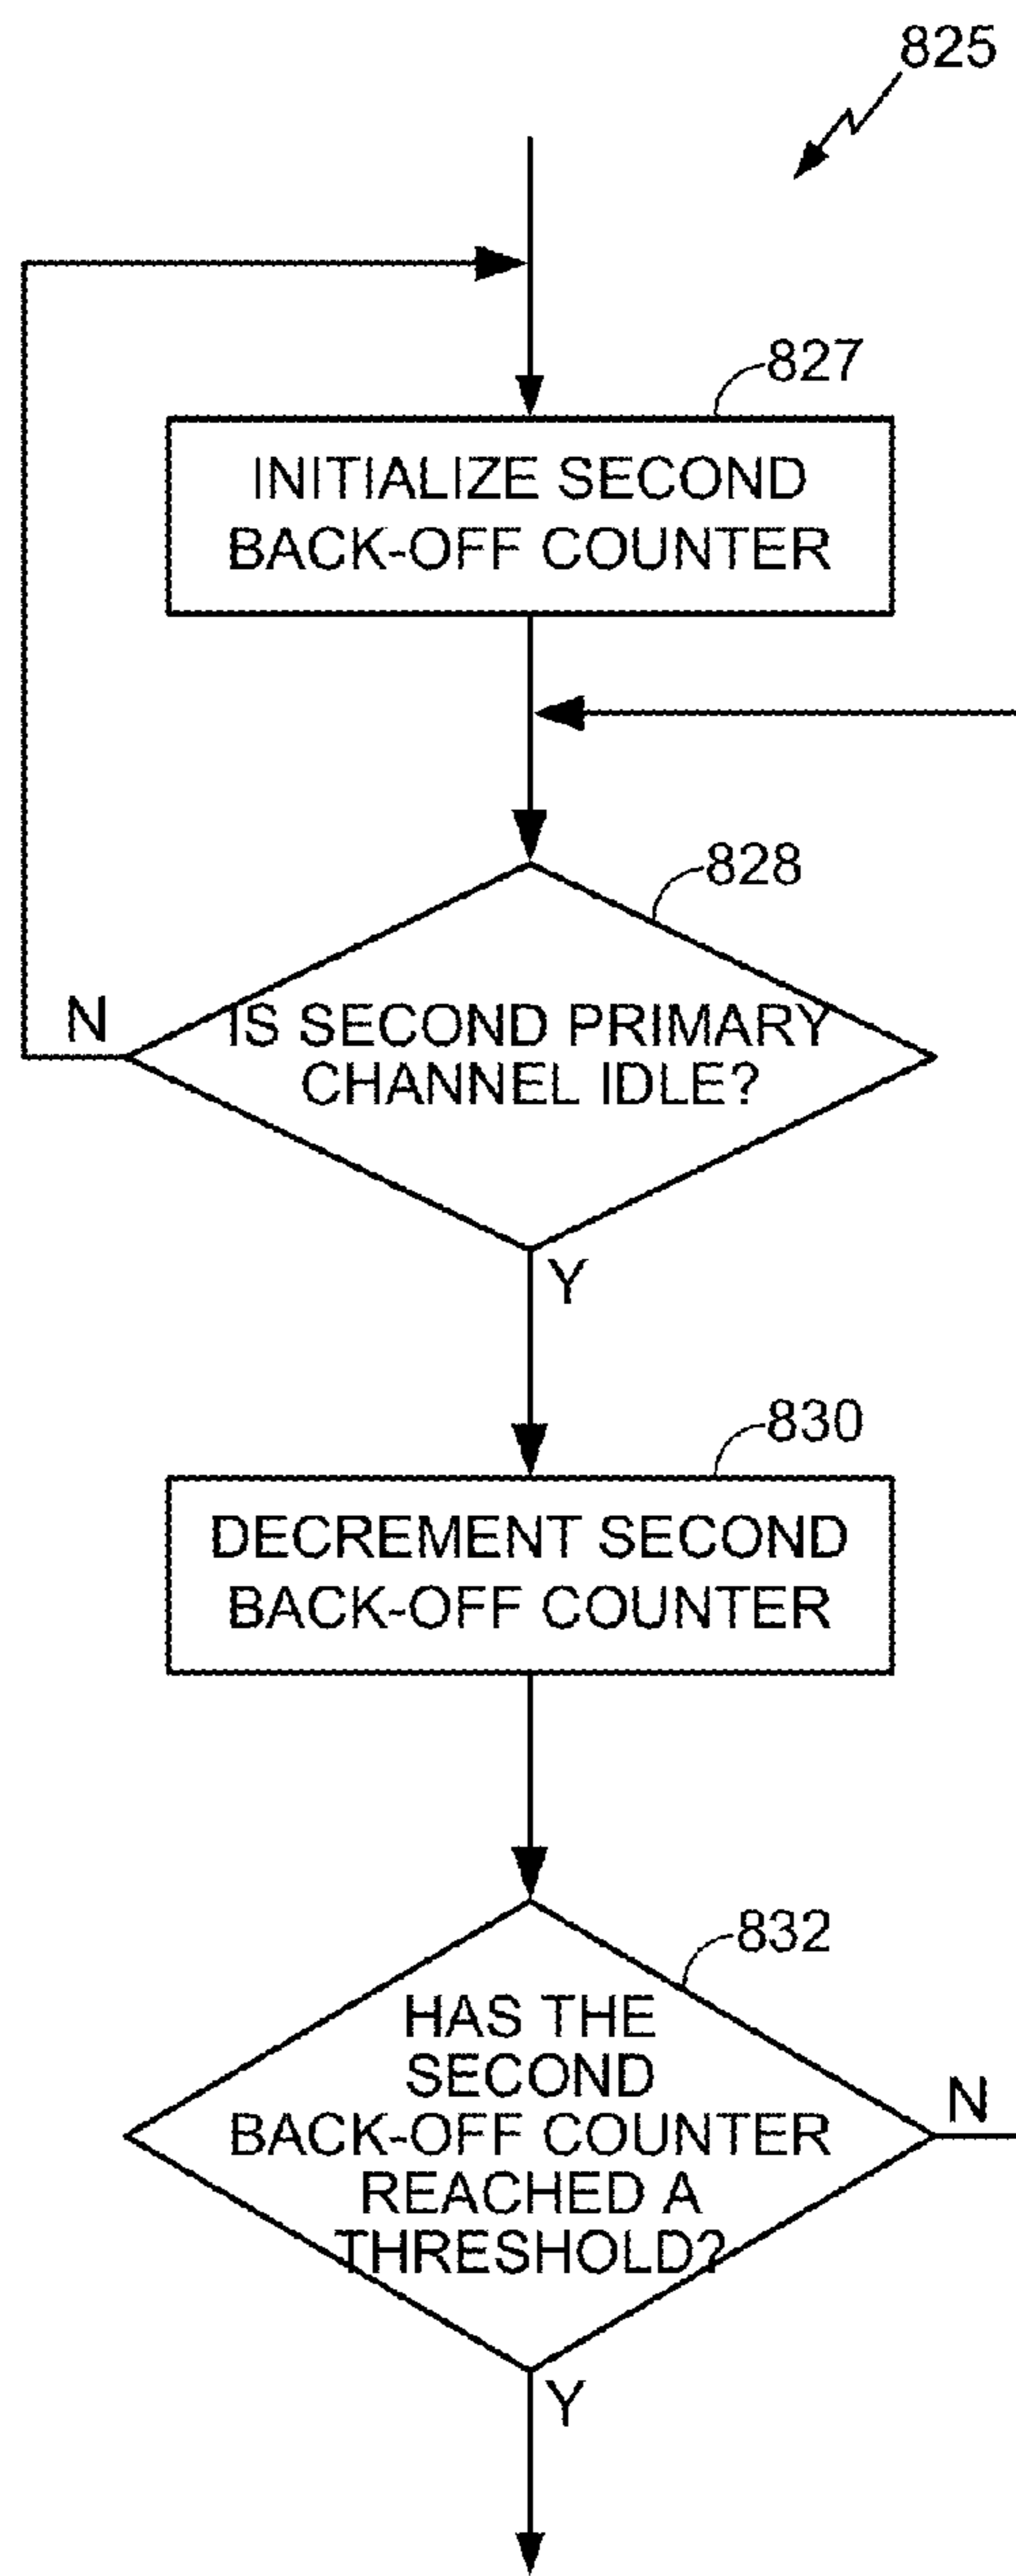 825
827
INITIALIZE SECOND
BACK-OFF COUNTER
828
N
IS SECOND PRIMARY
CHANNEL IDLE?
Y
830
DECREMENT SECOND
BACK-OFF COUNTER
832
HAS THE
SECOND
BACK-OFF COUNTER
REACHED A
THRESHOLD?
N
Y